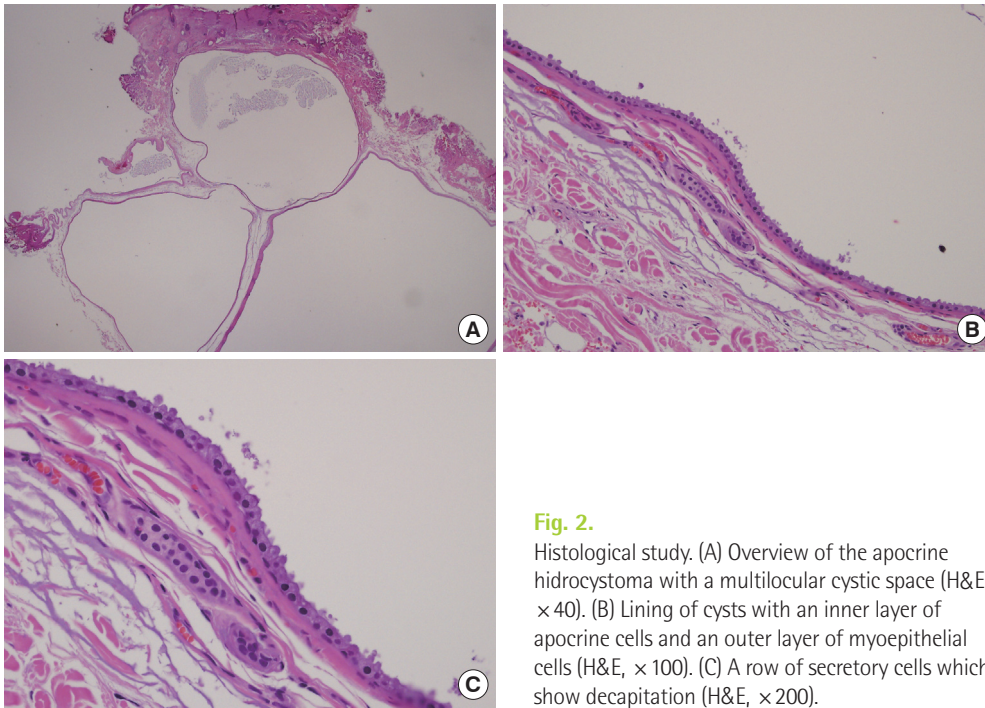 A
B
C
Fig. 2.
Histological study. (A) Overview of the apocrine
hidrocystoma with a multilocular cystic space (H&E
×40). (B) Lining of cysts with an inner layer of
apocrine cells and an outer layer of myoepithelial
cells (H&E, ×100). (C) A row of secretory cells which
show decapitation (H&E, ×200).